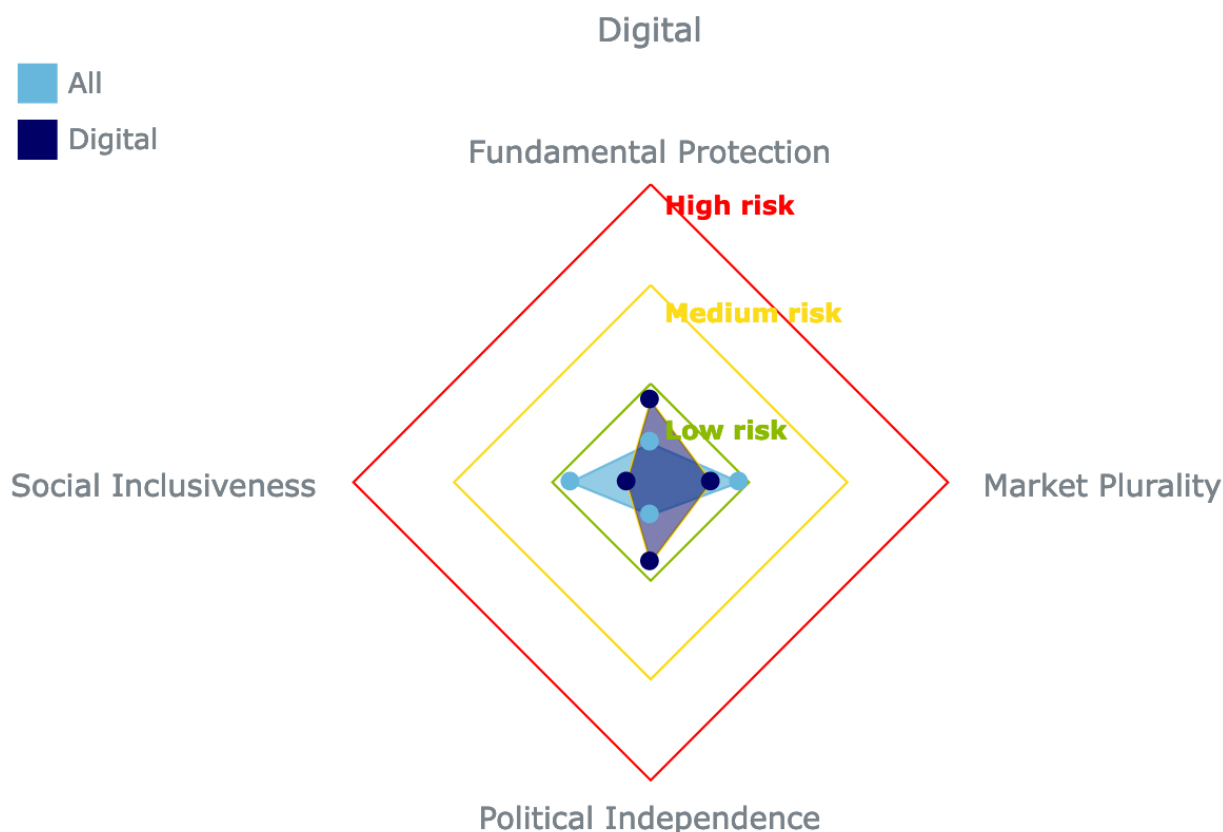 Digital
All
Digital
Fundamental Protection
High risk
Medium risk
Low risk
Social Inclusiveness
Market Plurality
Political Independence